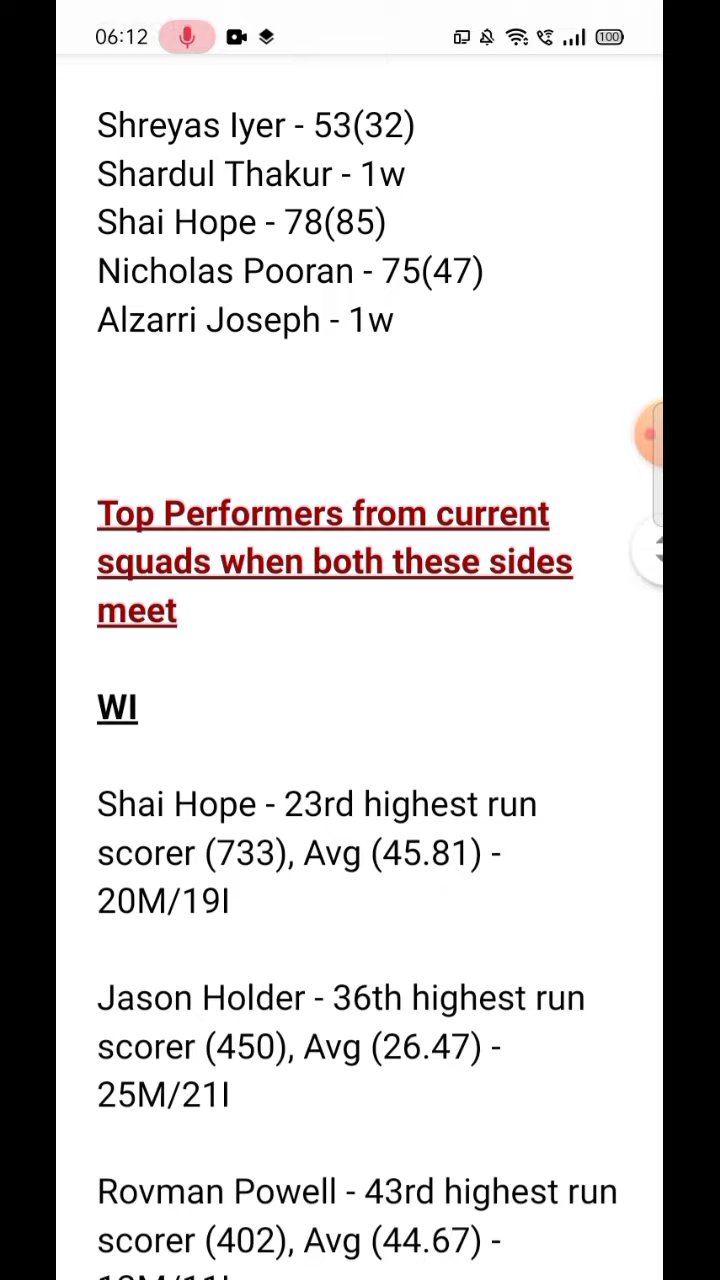 06:12
100
Shreyas Iyer - 53(32)
Shardul Thakur - 1w
Shai Hope - 78(85)
Nicholas Pooran - 75(47)
Alzarri Joseph - 1w
Top Performers from current
squads when both these sides
meet
WI
Shai Hope - 23rd highest run
scorer (733), Avg (45.81) -
20M/19I
Jason Holder - 36th highest run
scorer (450), Avg (26.47) -
25M/21I
Rovman Powell - 43rd highest run
scorer (402), Avg (44.67) -